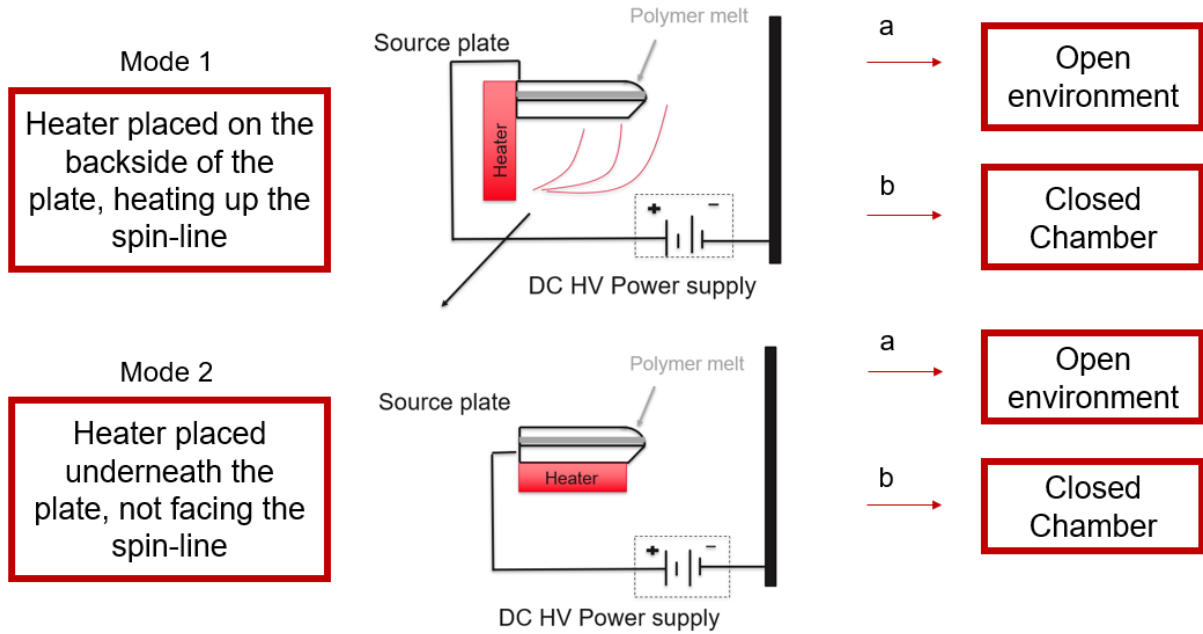 Mode 1
Heater placed on the
backside of the
plate, heating up the
spin-line
Source plate
Polymer melt
Heater
+ −
DC HV Power supply
a
Open
environment
b
Closed
Chamber
Mode 2
Heater placed
underneath the
plate, not facing the
spin-line
Polymer melt
Source plate
Heater
+ −
DC HV Power supply
a
Open
environment
b
Closed
Chamber